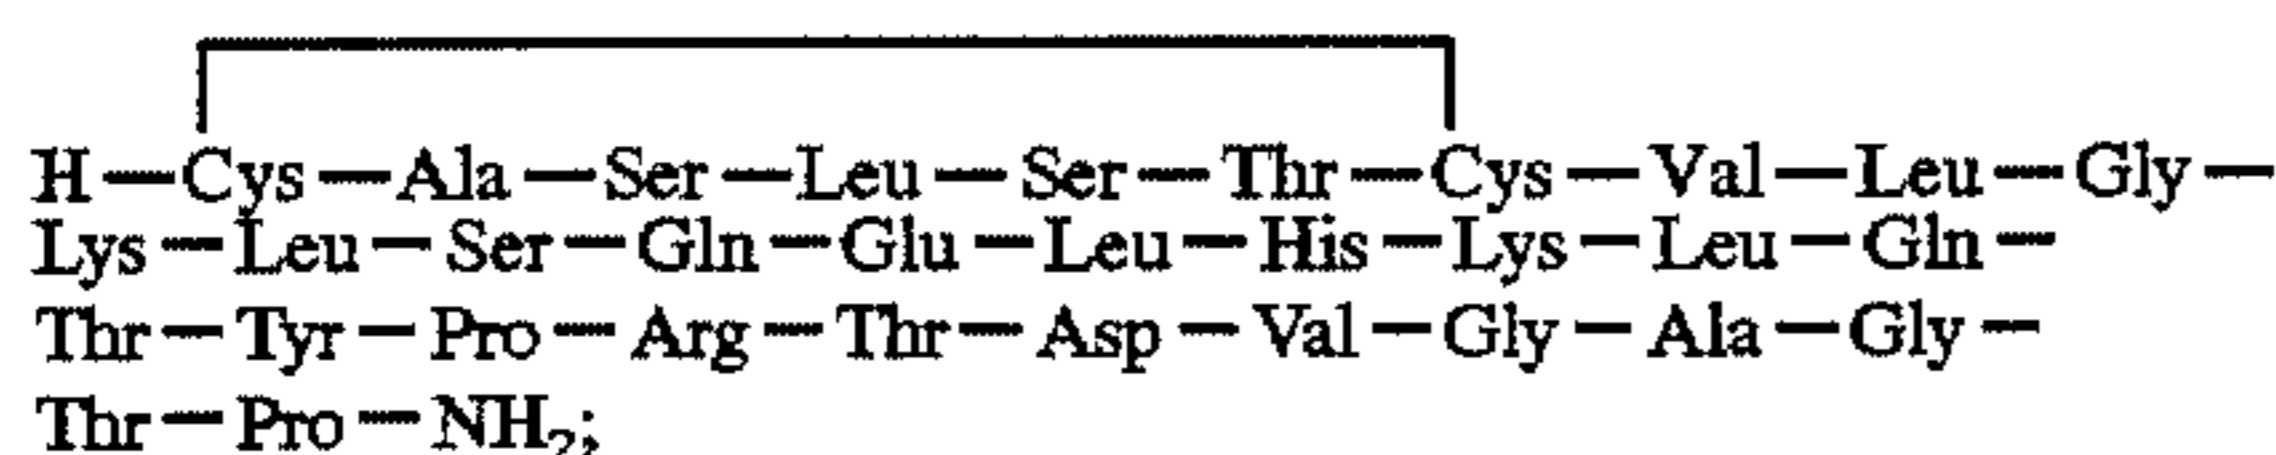 H—Cys—Ala—Ser—Leu—Ser—Thr—Cys—Val—Leu—Gly—
Lys—Leu—Ser—Gln—Glu—Leu—His—Lys—Leu—Gln—
Thr—Tyr—Pro—Arg—Thr—Asp—Val—Gly—Ala—Gly—
Thr—Pro—NH₂;